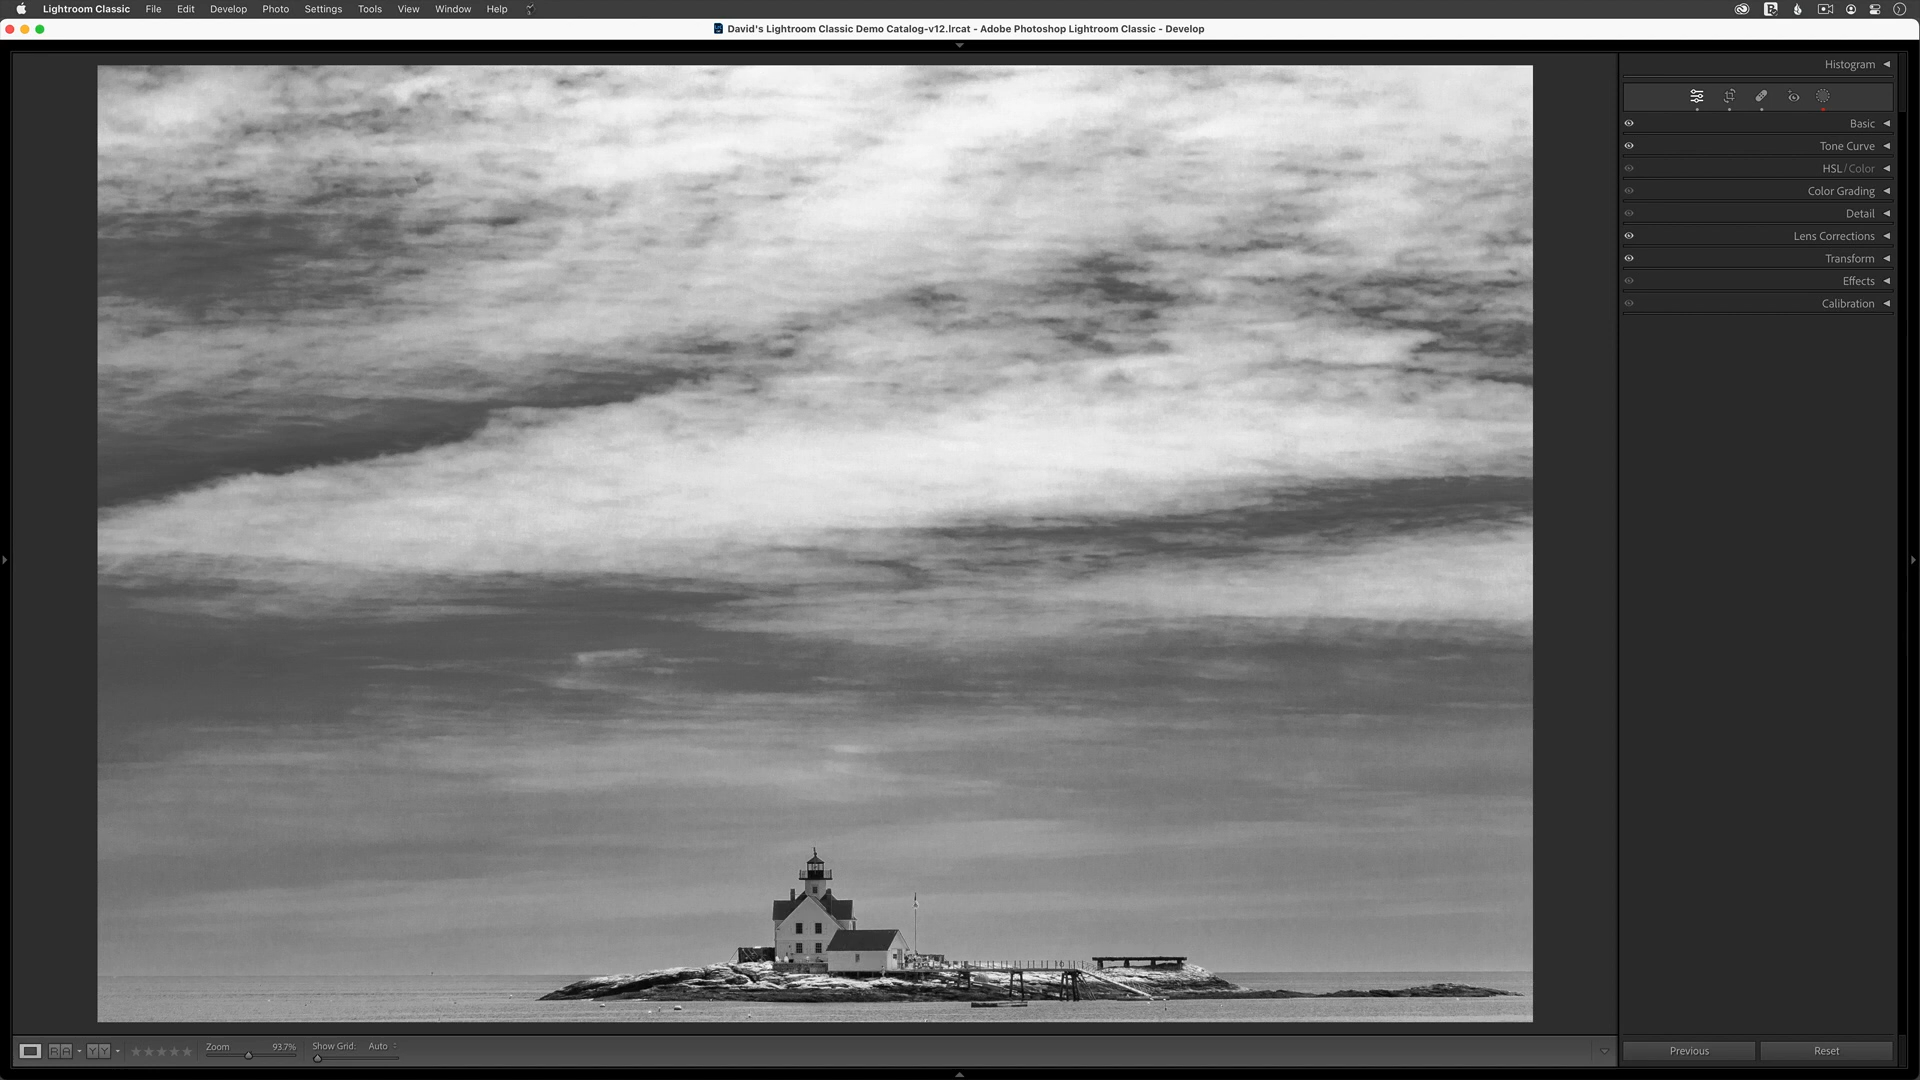 Lightroom Classic File Edit Develop Photo Settings Tools View Window Help
David's Lightroom Classic Demo Catalog-v12.lrcat - Adobe Photoshop Lightroom Classic - Develop
Histogram
Basic
Tone Curve
HSL / Color
Color Grading
Detail
Lens Corrections
Transform
Effects
Calibration
R A Y Y Zoom 93.7% Show Grid: Auto
Previous Reset